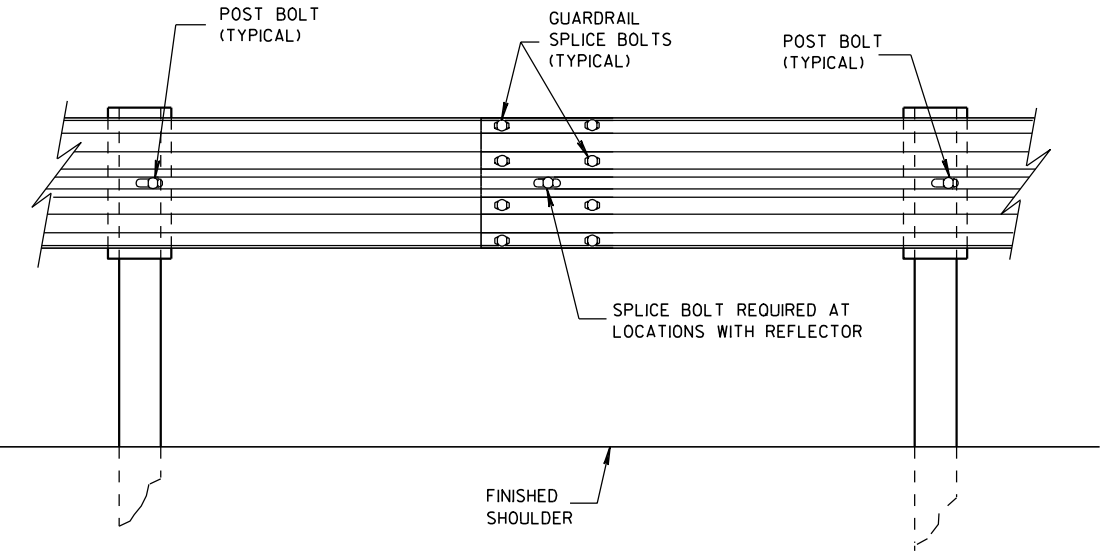 POST BOLT
(TYPICAL)
GUARDRAIL
SPLICE BOLTS
(TYPICAL)
POST BOLT
(TYPICAL)
SPLICE BOLT REQUIRED AT
LOCATIONS WITH REFLECTOR
FINISHED
SHOULDER